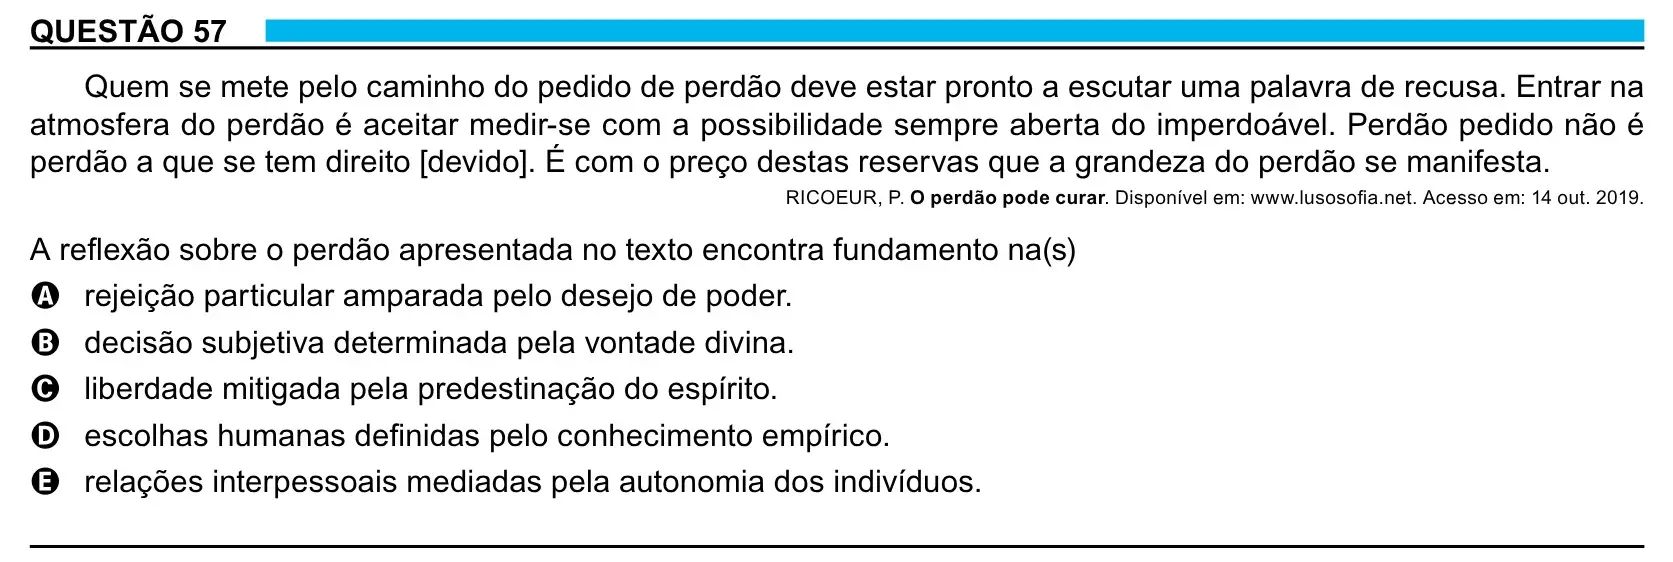 QUESTÃO 57
Quem se mete pelo caminho do pedido de perdão deve estar pronto a escutar uma palavra de recusa. Entrar na
atmosfera do perdão é aceitar medir-se com a possibilidade sempre aberta do imperdoável. Perdão pedido não é
perdão a que se tem direito [devido]. É com o preço destas reservas que a grandeza do perdão se manifesta.
RICOEUR, P. O perdão pode curar. Disponível em: www.lusosofia.net. Acesso em: 14 out. 2019.
A reflexão sobre o perdão apresentada no texto encontra fundamento na(s)
A rejeição particular amparada pelo desejo de poder.
B decisão subjetiva determinada pela vontade divina.
C liberdade mitigada pela predestinação do espírito.
D escolhas humanas definidas pelo conhecimento empírico.
E relações interpessoais mediadas pela autonomia dos indivíduos.